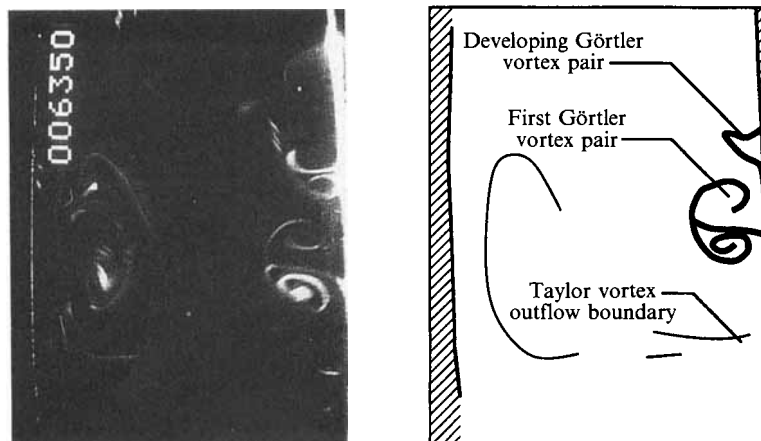 006350
Developing Görtler
vortex pair
First Görtler
vortex pair
Taylor vortex
outflow boundary